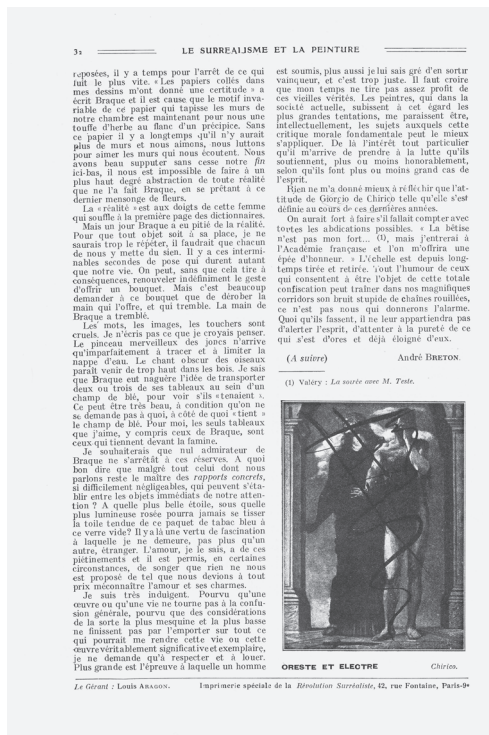 32
LE SURRÉALISME ET LA PEINTURE
reposées, il y a temps pour l'arrêt de ce qui
fuit le plus vite. « Les papiers collés dans
mes dessins m'ont donné une certitude » a
écrit Braque et il est cause que le motif inva-
riable de ce papier qui tapisse les murs de
notre chambre est maintenant pour nous une
touffe d'herbe au flanc d'un précipice. Sans
ce papier il y a longtemps qu'il n'y aurait
plus de murs et nous aimons, nous luttons
pour aimer les murs qui nous écoutent. Nous
avons beau supputer sans cesse notre fin
ici-bas, il nous est impossible de faire à un
plus haut degré abstraction de toute réalité
que ne l'a fait Braque, en se prêtant à ce
dernier mensonge de fleurs.
La « réalité » est aux doigts de cette femme
qui souffle à la première page des dictionnaires.
Mais un jour Braque a eu pitié de la réalité.
Pour que tout objet soit à sa place, je ne
saurais trop le répéter, il faudrait que chacun
de nous y mette du sien. Il y a ces intermi-
nables secondes de pose qui durent autant
que notre vie. On peut, sans que cela tire à
conséquences, renouveler indéfiniment le geste
d'offrir un bouquet. Mais c'est beaucoup
demander à ce bouquet que de dérober la
main qui l'offre, et qui tremble. La main de
Braque a tremblé.
Les mots, les images, les touchers sont
cruels. Je n'écris pas ce que je croyais penser.
Le pinceau merveilleux des joncs n'arrive
qu'imparfaitement à tracer et à limiter la
nappe d'eau. Le chant obscur des oiseaux
paraît venir de trop haut dans les bois. Je sais
que Braque eut naguère l'idée de transporter
deux ou trois de ses tableaux au sein d'un
champ de blé, pour voir s'ils « tenaient ».
Ce peut être très beau, à condition qu'on ne
se demande pas à quoi, à côté de quoi « tient »
le champ de blé. Pour moi, les seuls tableaux
que j'aime, y compris ceux de Braque, sont
ceux qui tiennent devant la famine.
Je souhaiterais que nul admirateur de
Braque ne s'arrêtât à ces réserves. A quoi
bon dire que malgré tout celui dont nous
parlons reste le maître des rapports concrets,
si difficilement négligeables, qui peuvent s'éta-
blir entre les objets immédiats de notre atten-
tion ? A quelle plus belle étoile, sous quelle
plus lumineuse rosée pourra jamais se tisser
la toile tendue de ce paquet de tabac bleu à
ce verre vide? Il y a là une vertu de fascination
à laquelle je ne demeure, pas plus qu'un
autre, étranger. L'amour, je le sais, a de ces
piétinements et il est permis, en certaines
circonstances, de songer que rien ne nous
est proposé de tel que nous devions à tout
prix méconnaître l'amour et ses charmes.
Je suis très indulgent. Pourvu qu'une
œuvre ou qu'une vie ne tourne pas à la confu-
sion générale, pourvu que des considérations
de la sorte la plus mesquine et la plus basse
ne finissent pas par l'emporter sur tout ce
qui pourrait me rendre cette vie ou cette
œuvre véritablement significative et exemplaire,
je ne demande qu'à respecter et à louer.
Plus grande est l'épreuve à laquelle un homme
est soumis, plus aussi je lui sais gré d'en sortir
vainqueur, et c'est trop juste. Il faut croire
que mon temps ne tire pas assez profit de
ces vieilles vérités. Les peintres, qui dans la
société actuelle, subissent à cet égard les
plus grandes tentations, me paraissent être,
intellectuellement, les sujets auxquels cette
critique morale fondamentale peut le mieux
s'appliquer. De là l'intérêt tout particulier
qu'il m'arrive de prendre à la lutte qu'ils
soutiennent, plus ou moins honorablement,
selon qu'ils font plus ou moins grand cas de
l'esprit.
Rien ne m'a donné mieux à réfléchir que l'at-
titude de Giorgio de Chirico telle qu'elle s'est
définie au cours de ces dernières années.
On aurait fort à faire s'il fallait compter avec
toutes les abdications possibles. « La bêtise
n'est pas mon fort... (1), mais j'entrerai à
l'Académie française et l'on m'offrira une
épée d'honneur. » L'échelle est depuis long-
temps tirée et retirée. Tout l'humour de ceux
qui consentent à être l'objet de cette totale
confiscation peut traîner dans nos magnifiques
corridors son bruit stupide de chaînes rouillées,
ce n'est pas nous qui donnerons l'alarme.
Quoi qu'ils fassent, il ne leur appartiendra pas
d'alerter l'esprit, d'attenter à la pureté de ce
qui s'est d'ores et déjà éloigné d'eux.
(A suivre) André BRETON.
(1) Valéry : La soirée avec M. Teste.
ORESTE ET ELECTRE Chirico.
Le Gérant : Louis ARAGON. Imprimerie spéciale de la Révolution Surréaliste, 42, rue Fontaine, Paris-9e